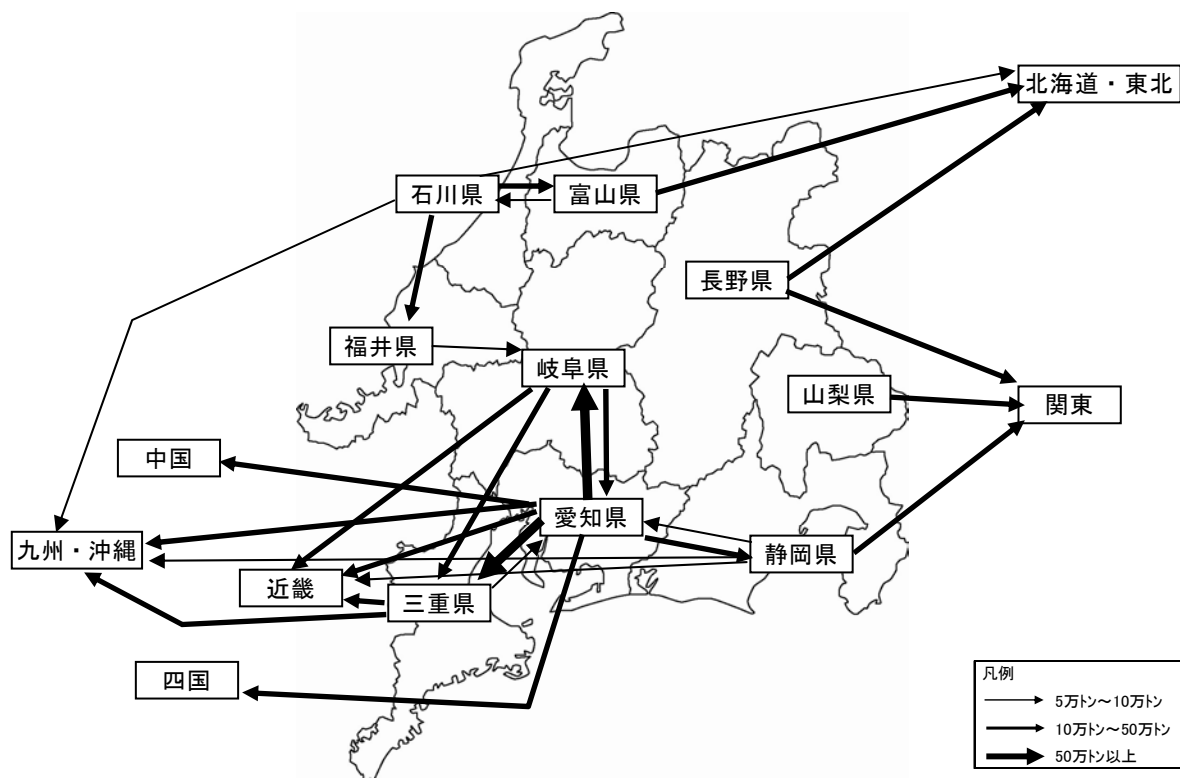 北海道・東北
石川県
富山県
長野県
福井県
岐阜県
山梨県
関東
中国
愛知県
九州・沖縄
静岡県
近畿
三重県
四国
凡例
5万トン~10万トン
10万トン~50万トン
50万トン以上